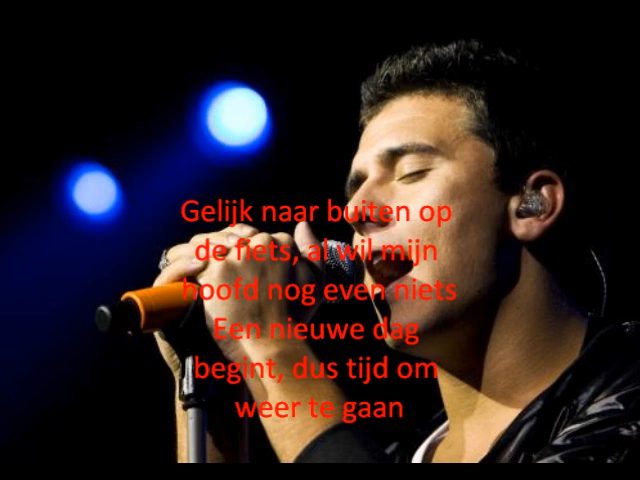 Gelijk naar buiten op
de fiets, al wil mijn
hoofd nog even niets
Een nieuwe dag
begint, dus tijd om
weer te gaan